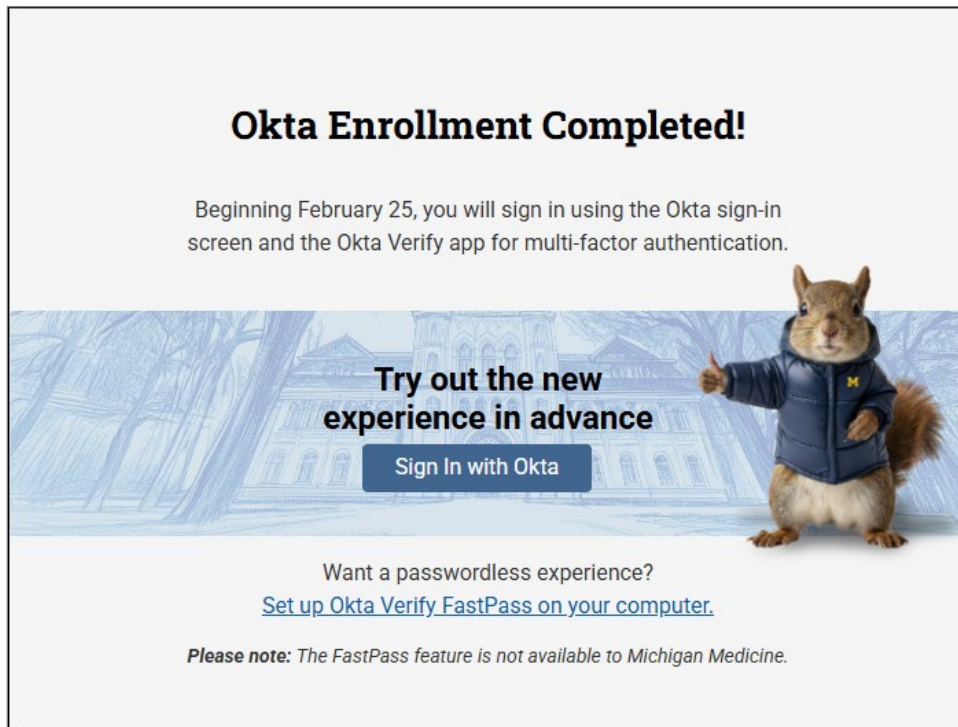 Okta Enrollment Completed!
Beginning February 25, you will sign in using the Okta sign-in
screen and the Okta Verify app for multi-factor authentication.
M
Try out the new
experience in advance
Sign In with Okta
Want a passwordless experience?
Set up Okta Verify FastPass on your computer.
Please note: The FastPass feature is not available to Michigan Medicine.